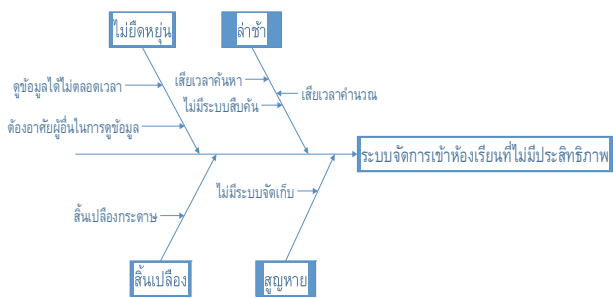 ไม่ยืดหยุ่น
ล่าช้า
ดูข้อมูลได้ไม่ตลอดเวลา
เสียเวลาค้นหา
เสียเวลาคำนวณ
ไม่มีระบบสืบค้น
ต้องอาศัยผู้อื่นในการดูข้อมูล
ระบบจัดการเข้าห้องเรียนที่ไม่มีประสิทธิภาพ
ไม่มีระบบจัดเก็บ
สิ้นเปลืองกระดาษ
สิ้นเปลือง
สูญหาย